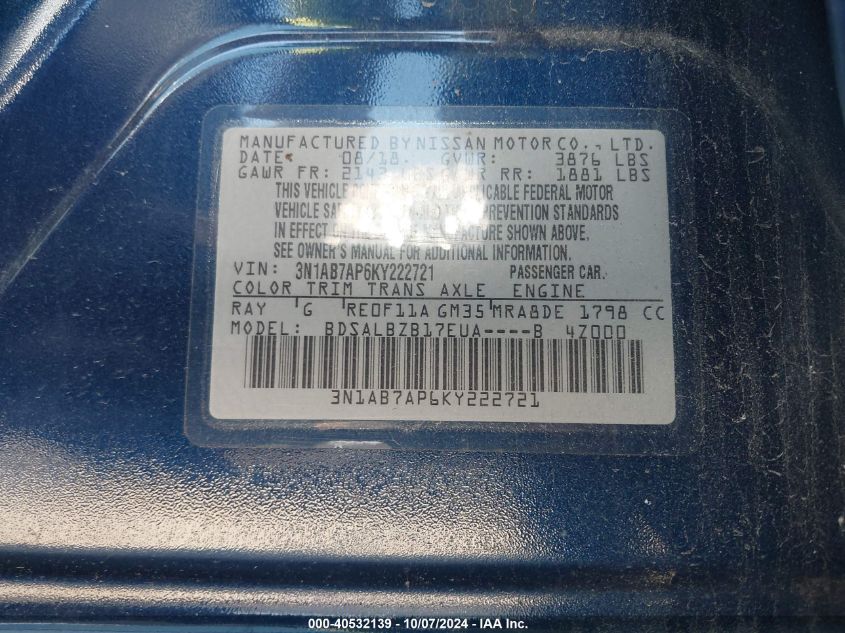 MANUFACTURED BY NISSAN MOTOR CO., LTD.
DATE 08/18 GVWR: 3876 LBS
GAWR FR: RR: 1881 LBS
THIS VEHICLE FEDERAL MOTOR
VEHICLE PREVENTION STANDARDS
IN EFFECT SHOWN ABOVE.
SEE OWNER'S MANUAL FOR ADDITIONAL INFORMATION.
VIN: 3N1AB7AP6KY222721 PASSENGER CAR.
COLOR TRIM TRANS AXLE ENGINE
RAY G RE0F11A GM35 MRA8DE 1798 CC
MODEL: BDSALBZB17EUA----B 4Z000
3N1AB7AP6KY222721
000-40532139 - 10/07/2024 - IAA Inc.